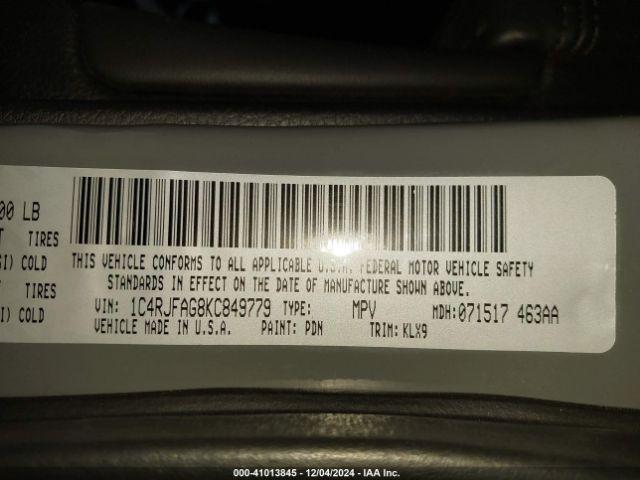 00 LB
TIRES
SI) COLD
TIRES
I) COLD
THIS VEHICLE CONFORMS TO ALL APPLICABLE U.S.A. FEDERAL MOTOR VEHICLE SAFETY
STANDARDS IN EFFECT ON THE DATE OF MANUFACTURE SHOWN ABOVE.
VIN: 1C4RJFAG8KC849779 TYPE: MPV MDH:071517 463AA
VEHICLE MADE IN U.S.A. PAINT: PDN TRIM: KLX9
000-41013845 - 12/04/2024 - IAA Inc.